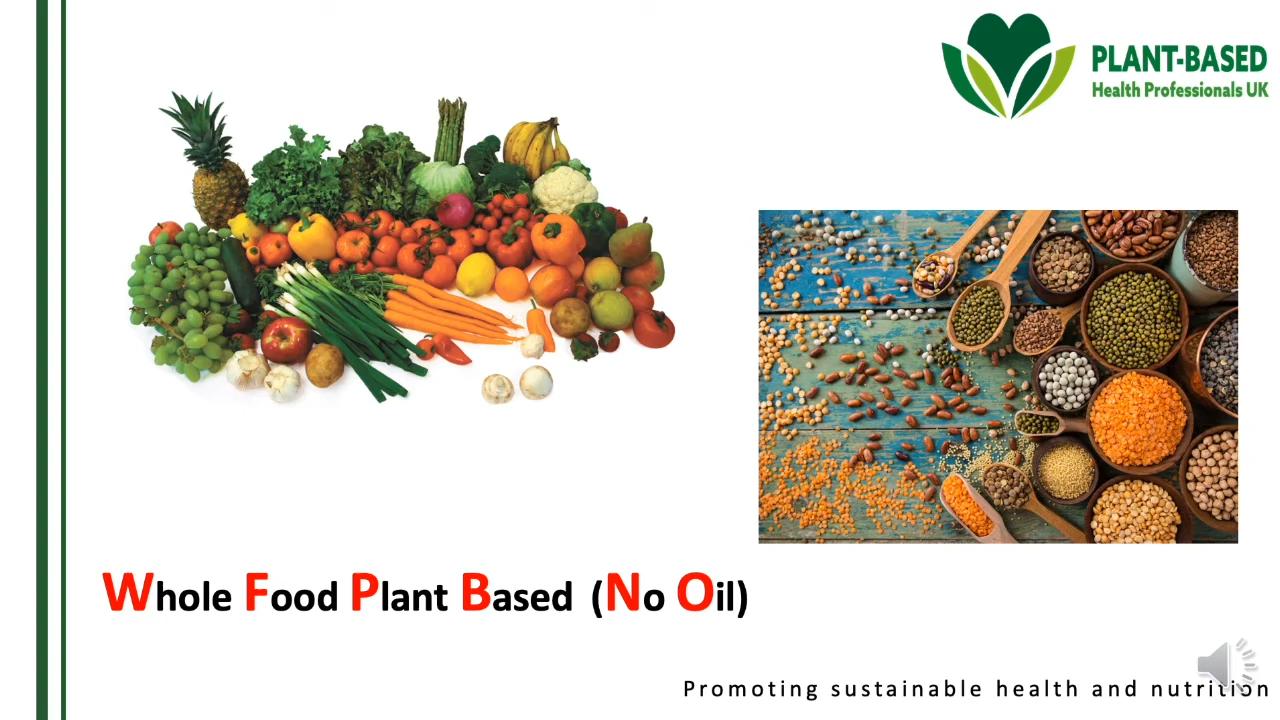 PLANT-BASED
Health Professionals UK
Whole Food Plant Based (No Oil)
Promoting sustainable health and nutrition